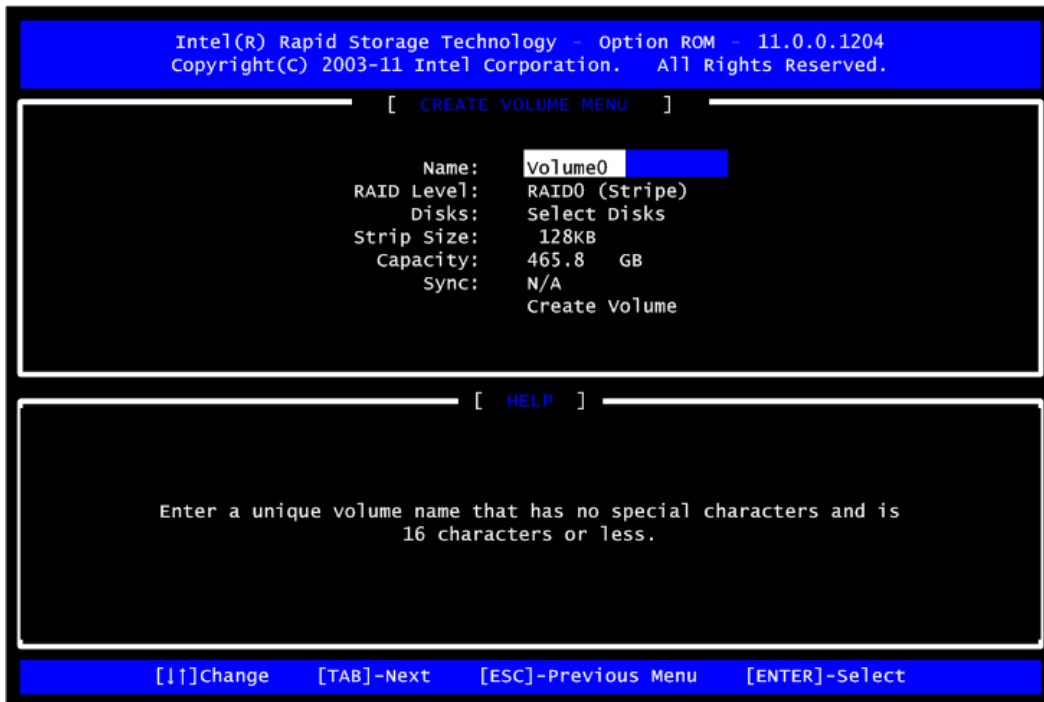 Intel(R) Rapid Storage Technology - Option ROM - 11.0.0.1204
Copyright(C) 2003-11 Intel Corporation. All Rights Reserved.
[ CREATE VOLUME MENU ]
Name: Volume0
RAID Level: RAID0 (Stripe)
Disks: Select Disks
Strip Size: 128KB
Capacity: 465.8 GB
Sync: N/A
Create Volume
[ HELP ]
Enter a unique volume name that has no special characters and is
16 characters or less.
[↓↑]Change [TAB]-Next [ESC]-Previous Menu [ENTER]-Select